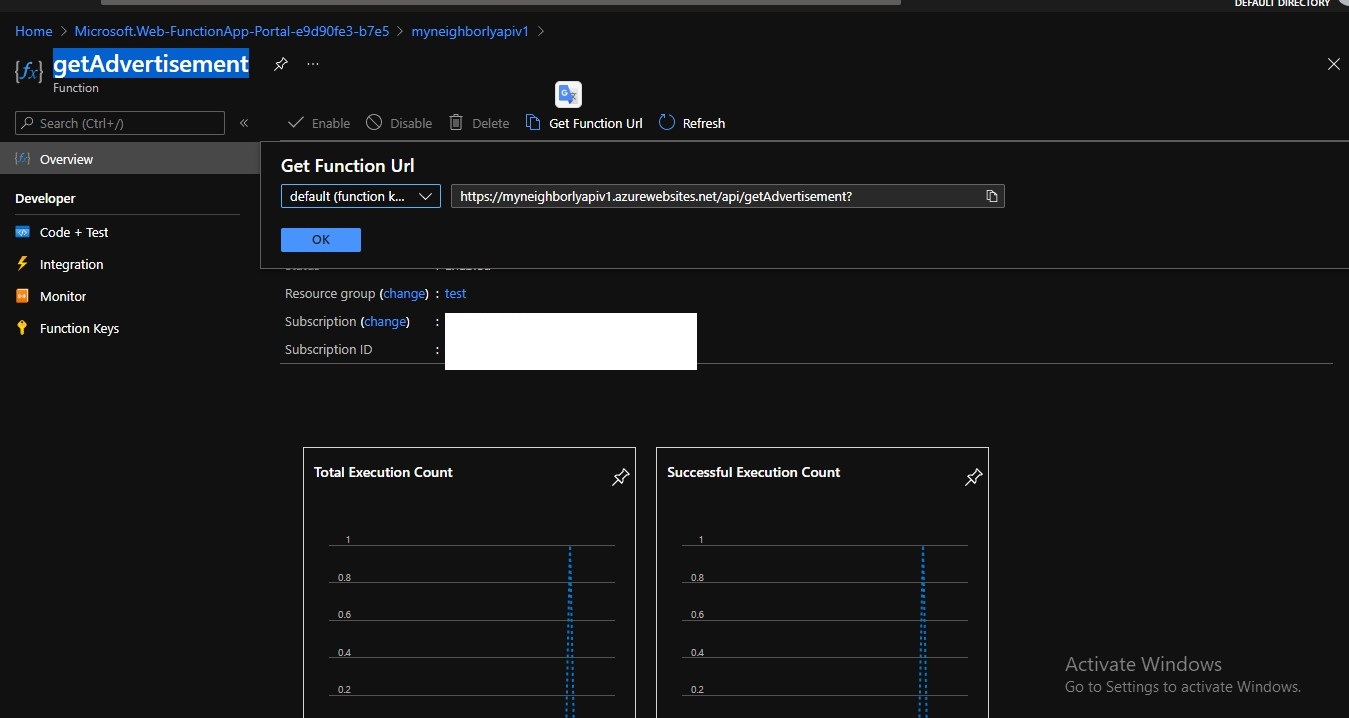 DEFAULT DIRECTORY
Home > Microsoft.Web-FunctionApp-Portal-e9d90fe3-b7e5 > myneighborlyapiv1 >
{fx} getAdvertisement ...
Function
Search (Ctrl+/) «
Enable Disable Delete Get Function Url Refresh
Overview
Developer
Code + Test
Integration
Monitor
Function Keys
Get Function Url
default (function k... https://myneighborlyapiv1.azurewebsites.net/api/getAdvertisement?
OK
Status : Enabled
Resource group (change) : test
Subscription (change) :
Subscription ID :
Total Execution Count
1
0.8
0.6
0.4
0.2
Successful Execution Count
1
0.8
0.6
0.4
0.2
Activate Windows
Go to Settings to activate Windows.